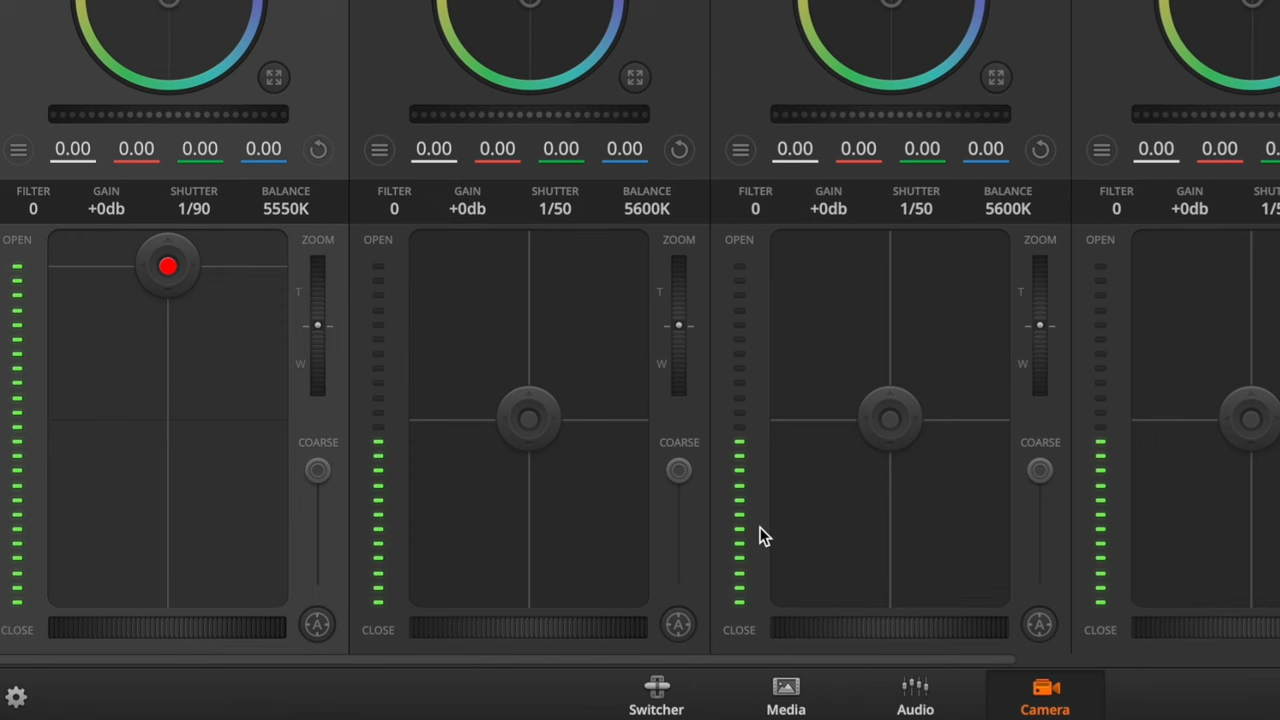 0.00 0.00 0.00 0.00 0.00 0.00 0.00 0.00 0.00 0.00 0.00 0.00 0.00 0.00
FILTER GAIN SHUTTER BALANCE FILTER GAIN SHUTTER BALANCE FILTER GAIN SHUTTER BALANCE FILTER GAIN
0 +0db 1/90 5550K 0 +0db 1/50 5600K 0 +0db 1/50 5600K 0 +0db
OPEN ZOOM OPEN ZOOM OPEN ZOOM OPEN
T T T
W W W
COARSE COARSE COARSE
A A A
CLOSE CLOSE CLOSE CLOSE
Switcher Media Audio Camera